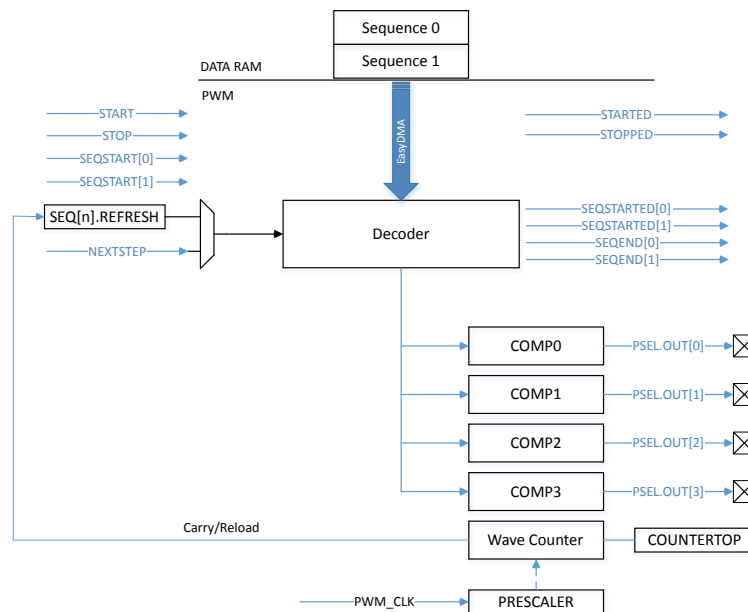 Sequence 0
Sequence 1
DATA RAM
PWM
START
STOP
SEQSTART[0]
SEQSTART[1]
EasyDMA
STARTED
STOPPED
SEQ[n].REFRESH
NEXTSTEP
Decoder
SEQSTARTED[0]
SEQSTARTED[1]
SEQEND[0]
SEQEND[1]
COMP0
PSEL.OUT[0]
COMP1
PSEL.OUT[1]
COMP2
PSEL.OUT[2]
COMP3
PSEL.OUT[3]
Carry/Reload
Wave Counter
COUNTERTOP
PWM_CLK
PRESCALER